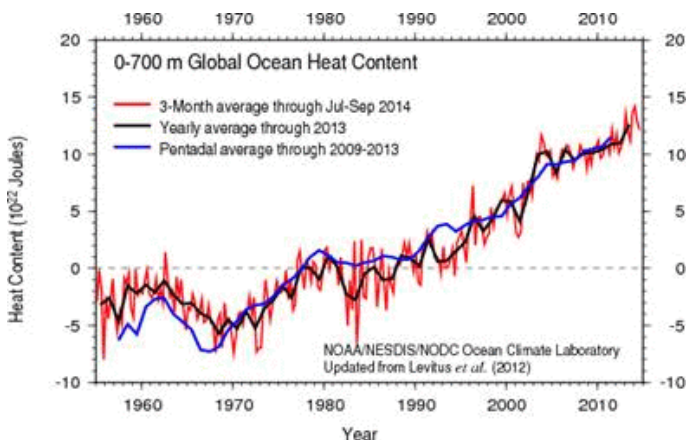 1960 1970 1980 1990 2000 2010
0-700 m Global Ocean Heat Content
3-Month average through Jul-Sep 2014
Yearly average through 2013
Pentadal average through 2009-2013
Heat Content (10²² Joules)
20 20
15 15
10 10
5 5
0 0
-5 -5
-10 -10
NOAA/NESDIS/NODC Ocean Climate Laboratory
Updated from Levitus et al. (2012)
1960 1970 1980 1990 2000 2010
Year